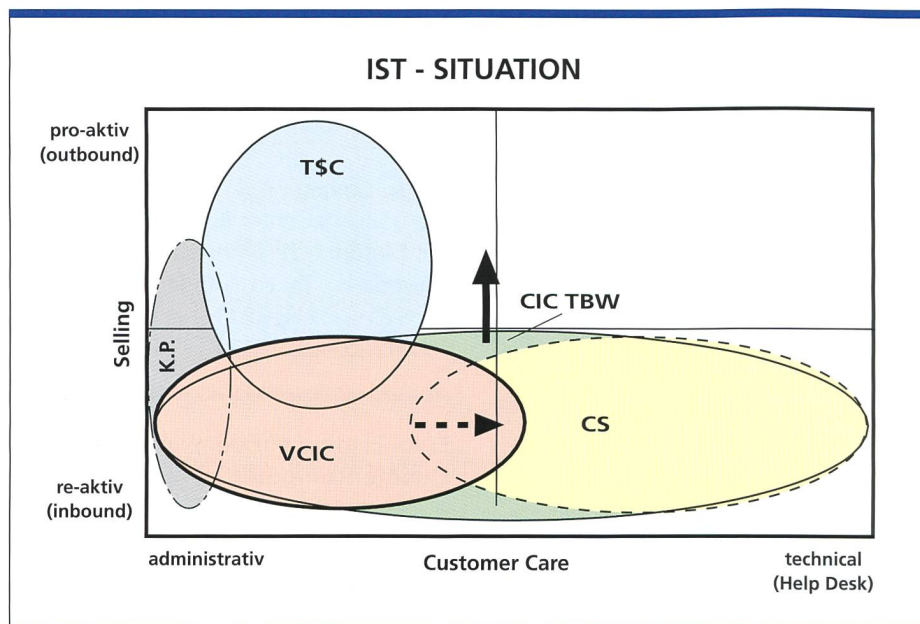 IST - SITUATION
pro-aktiv
(outbound)
T$C
CIC TBW
Selling
K.P.
CS
VCIC
re-aktiv
(inbound)
administrativ
Customer Care
technical
(Help Desk)